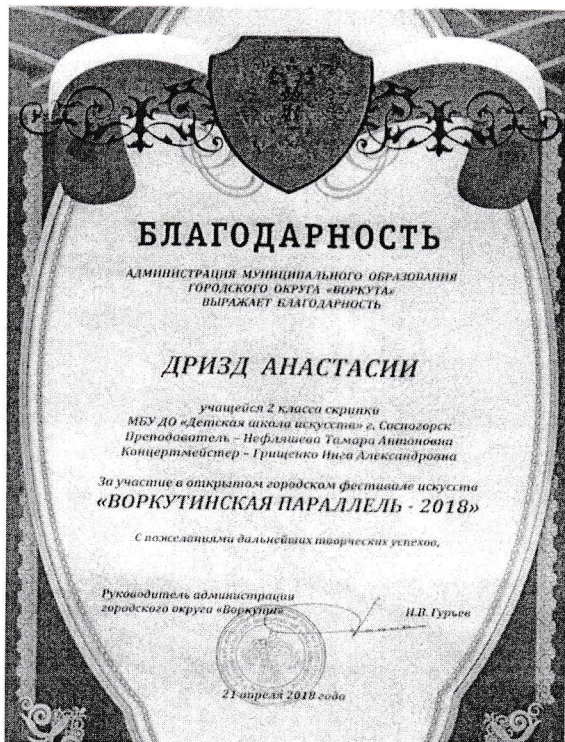 БЛАГОДАРНОСТЬ
АДМИНИСТРАЦИЯ МУНИЦИПАЛЬНОГО ОБРАЗОВАНИЯ
ГОРОДСКОГО ОКРУГА «ВОРКУТА»
ВЫРАЖАЕТ БЛАГОДАРНОСТЬ
ДРИЗД АНАСТАСИИ
учащейся 2 класса скрипки
МБУ ДО «Детская школа искусств» г. Сосногорск
Преподаватель – Нефляшева Тамара Антоновна
Концертмейстер – Грищенко Инга Александровна
За участие в открытом городском фестивале искусств
«ВОРКУТИНСКАЯ ПАРАЛЛЕЛЬ - 2018»
С пожеланиями дальнейших творческих успехов,
Руководитель администрации
городского округа «Воркута»
И.В. Гурьев
21 апреля 2018 года